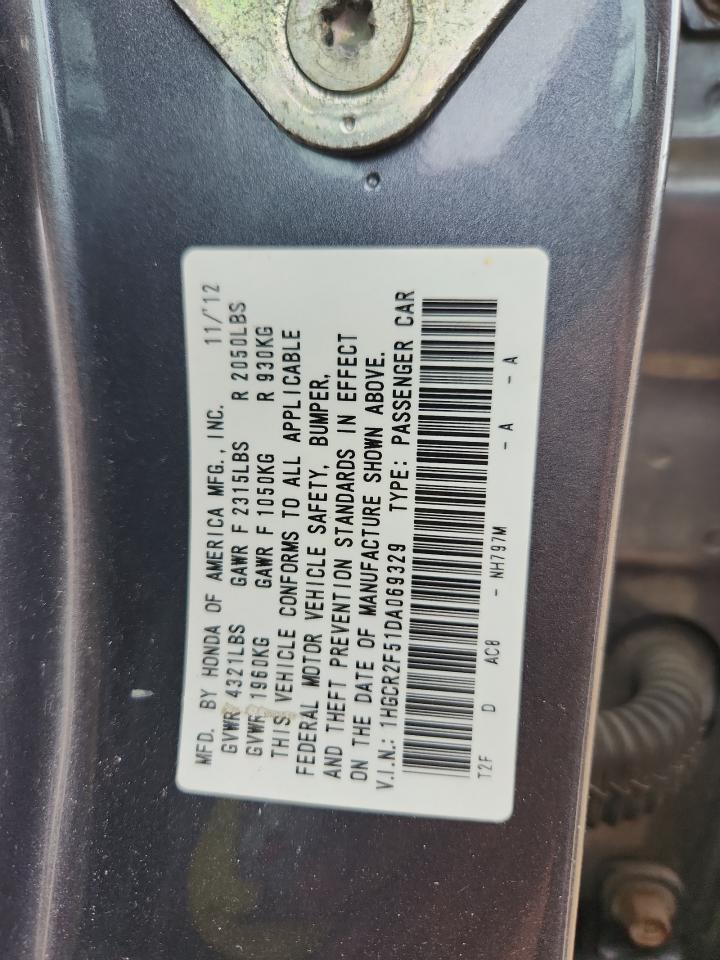 MFD. BY HONDA OF AMERICA MFG., INC. 11/'12
GVWR 4321LBS GAWR F 2315LBS R 2050LBS
GVWR 1960KG GAWR F 1050KG R 930KG
THIS VEHICLE CONFORMS TO ALL APPLICABLE
FEDERAL MOTOR VEHICLE SAFETY, BUMPER,
AND THEFT PREVENTION STANDARDS IN EFFECT
ON THE DATE OF MANUFACTURE SHOWN ABOVE.
V.I.N.: 1HGCR2F51DA069329 TYPE: PASSENGER CAR
T2F D AC8 - NH797M - A - A